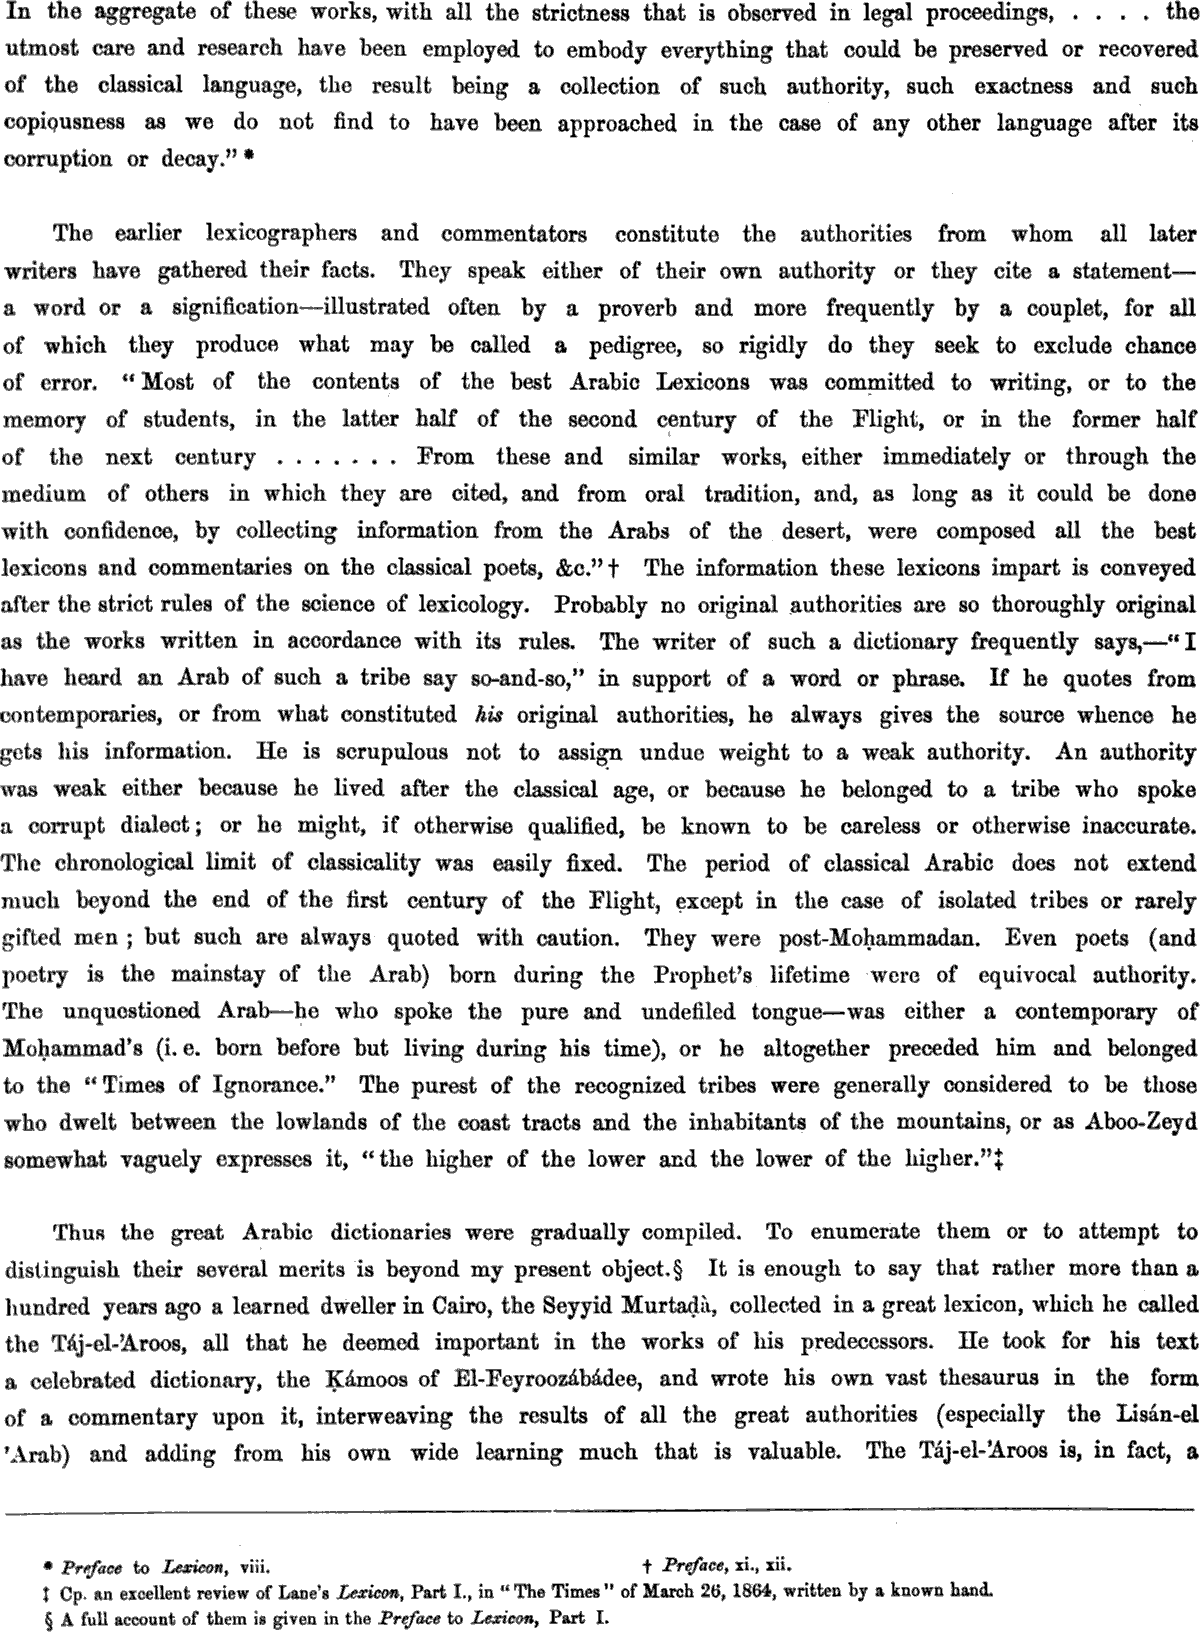 In the aggregate of these works, with all the strictness that is observed in legal proceedings, . . . . the
utmost care and research have been employed to embody everything that could be preserved or recovered
of the classical language, the result being a collection of such authority, such exactness and such
copiousness as we do not find to have been approached in the case of any other language after its
corruption or decay.” *
The earlier lexicographers and commentators constitute the authorities from whom all later
writers have gathered their facts. They speak either of their own authority or they cite a statement—
a word or a signification—illustrated often by a proverb and more frequently by a couplet, for all
of which they produce what may be called a pedigree, so rigidly do they seek to exclude chance
of error. “Most of the contents of the best Arabic Lexicons was committed to writing, or to the
memory of students, in the latter half of the second century of the Flight, or in the former half
of the next century . . . . . . . From these and similar works, either immediately or through the
medium of others in which they are cited, and from oral tradition, and, as long as it could be done
with confidence, by collecting information from the Arabs of the desert, were composed all the best
lexicons and commentaries on the classical poets, &c.” † The information these lexicons impart is conveyed
after the strict rules of the science of lexicology. Probably no original authorities are so thoroughly original
as the works written in accordance with its rules. The writer of such a dictionary frequently says,—“I
have heard an Arab of such a tribe say so-and-so,” in support of a word or phrase. If he quotes from
contemporaries, or from what constituted his original authorities, he always gives the source whence he
gets his information. He is scrupulous not to assign undue weight to a weak authority. An authority
was weak either because he lived after the classical age, or because he belonged to a tribe who spoke
a corrupt dialect; or he might, if otherwise qualified, be known to be careless or otherwise inaccurate.
The chronological limit of classicality was easily fixed. The period of classical Arabic does not extend
much beyond the end of the first century of the Flight, except in the case of isolated tribes or rarely
gifted men ; but such are always quoted with caution. They were post-Moḥammadan. Even poets (and
poetry is the mainstay of the Arab) born during the Prophet’s lifetime were of equivocal authority.
The unquestioned Arab—he who spoke the pure and undefiled tongue—was either a contemporary of
Moḥammad’s (i. e. born before but living during his time), or he altogether preceded him and belonged
to the “Times of Ignorance.” The purest of the recognized tribes were generally considered to be those
who dwelt between the lowlands of the coast tracts and the inhabitants of the mountains, or as Aboo-Zeyd
somewhat vaguely expresses it, “the higher of the lower and the lower of the higher.”‡
Thus the great Arabic dictionaries were gradually compiled. To enumerate them or to attempt to
distinguish their several merits is beyond my present object.§ It is enough to say that rather more than a
hundred years ago a learned dweller in Cairo, the Seyyid Murtaḍà, collected in a great lexicon, which he called
the Táj-el-’Aroos, all that he deemed important in the works of his predecessors. He took for his text
a celebrated dictionary, the Ḳámoos of El-Feyroozábádee, and wrote his own vast thesaurus in the form
of a commentary upon it, interweaving the results of all the great authorities (especially the Lisán-el
’Arab) and adding from his own wide learning much that is valuable. The Táj-el-’Aroos is, in fact, a
* Preface to Lexicon, viii. † Preface, xi., xii.
‡ Cp. an excellent review of Lane’s Lexicon, Part I., in “The Times” of March 26, 1864, written by a known hand.
§ A full account of them is given in the Preface to Lexicon, Part I.